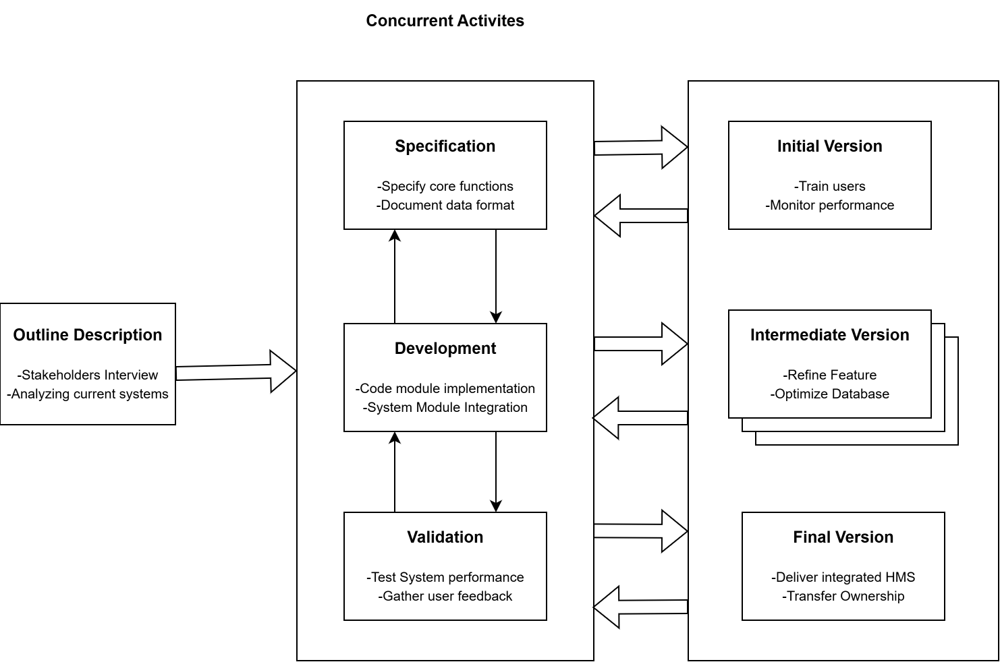 Concurrent Activites
Outline Description
-Stakeholders Interview
-Analyzing current systems
Specification
-Specify core functions
-Document data format
Development
-Code module implementation
-System Module Integration
Validation
-Test System performance
-Gather user feedback
Initial Version
-Train users
-Monitor performance
Intermediate Version
-Refine Feature
-Optimize Database
Final Version
-Deliver integrated HMS
-Transfer Ownership